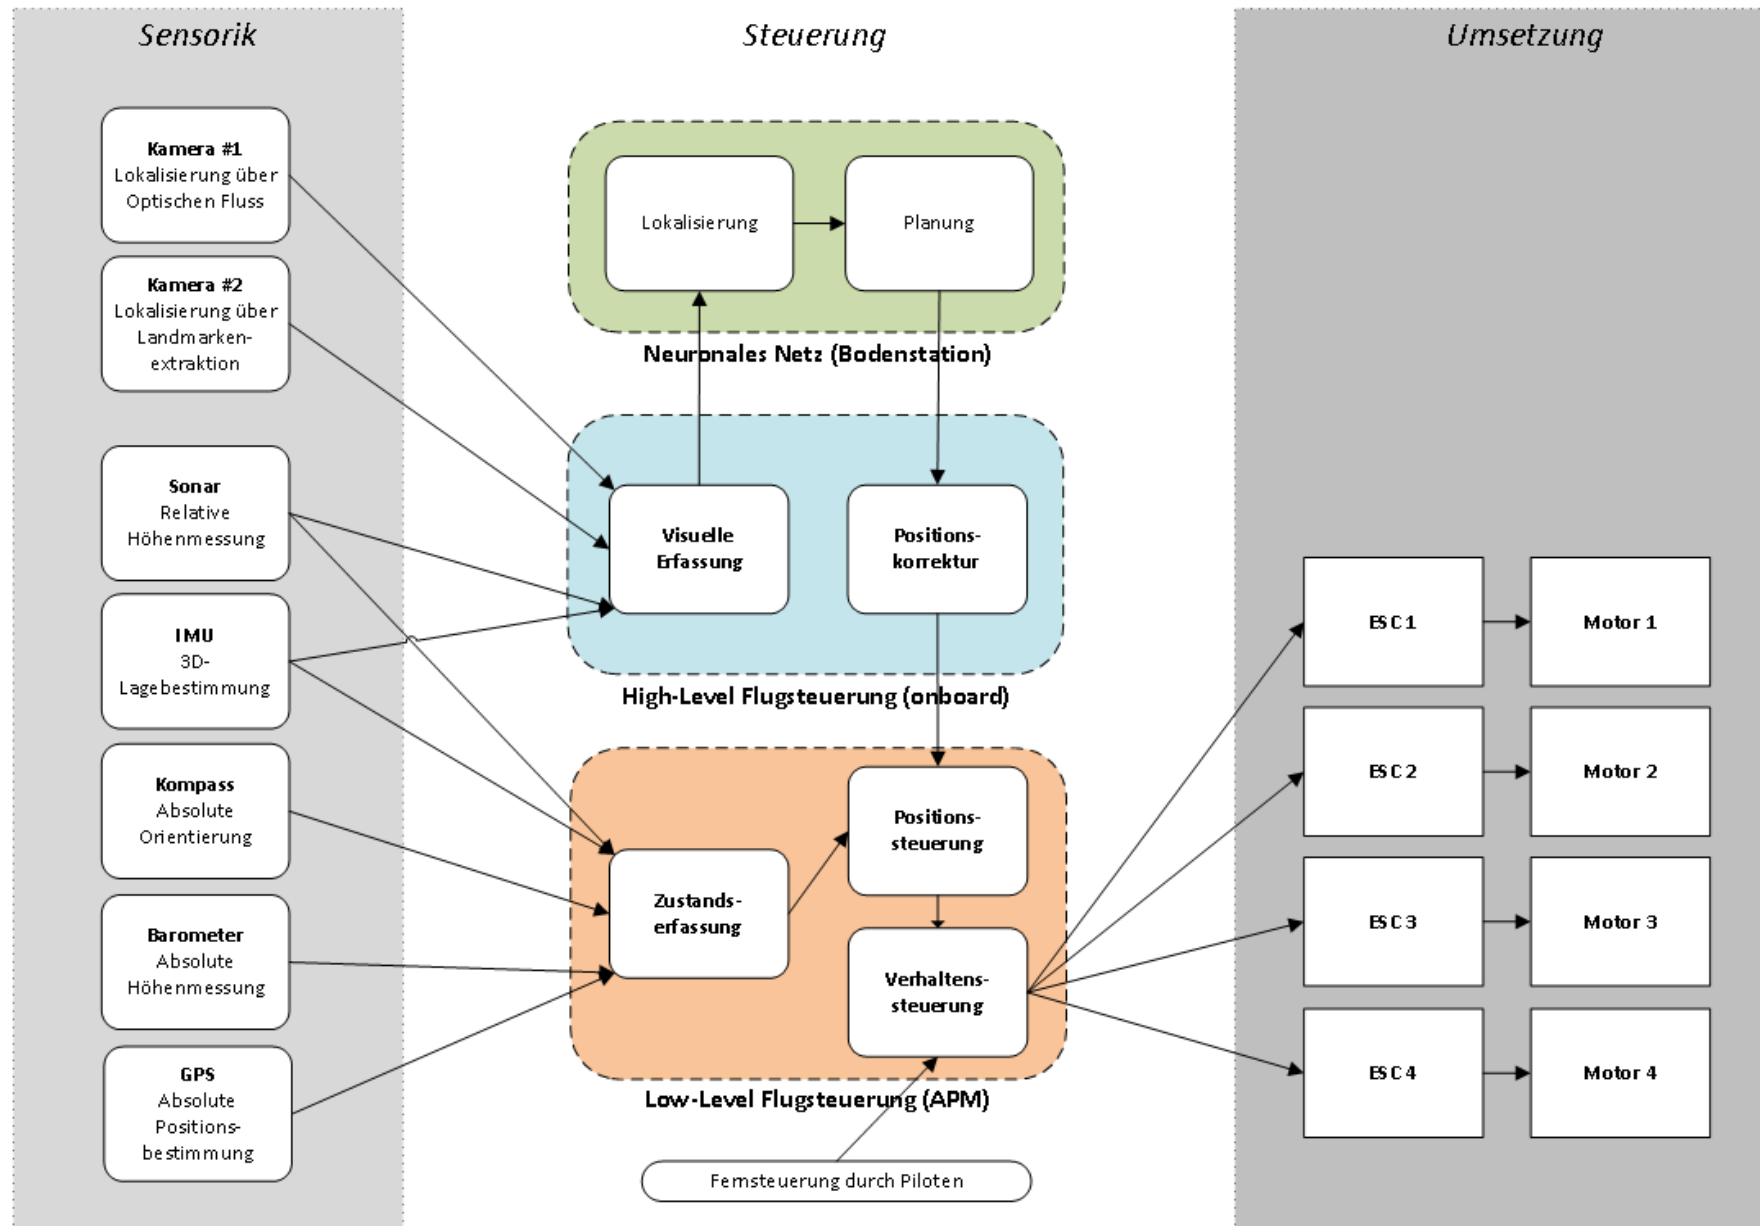 Sensorik
Steuerung
Umsetzung
Kamera #1
Lokalisierung über
Optischen Fluss
Kamera #2
Lokalisierung über
Landmarken-
extraktion
Sonar
Relative
Höhenmessung
IMU
3D-
Lagebestimmung
Kompass
Absolute
Orientierung
Barometer
Absolute
Höhenmessung
GPS
Absolute
Positions-
bestimmung
Lokalisierung
Planung
Neuronales Netz (Bodenstation)
Visuelle
Erfassung
Positions-
korrektur
High-Level Flugsteuerung (onboard)
Positions-
steuerung
Zustands-
erfassung
Verhaltens-
steuerung
Low-Level Flugsteuerung (APM)
Fernsteuerung durch Piloten
ESC 1
Motor 1
ESC 2
Motor 2
ESC 3
Motor 3
ESC 4
Motor 4